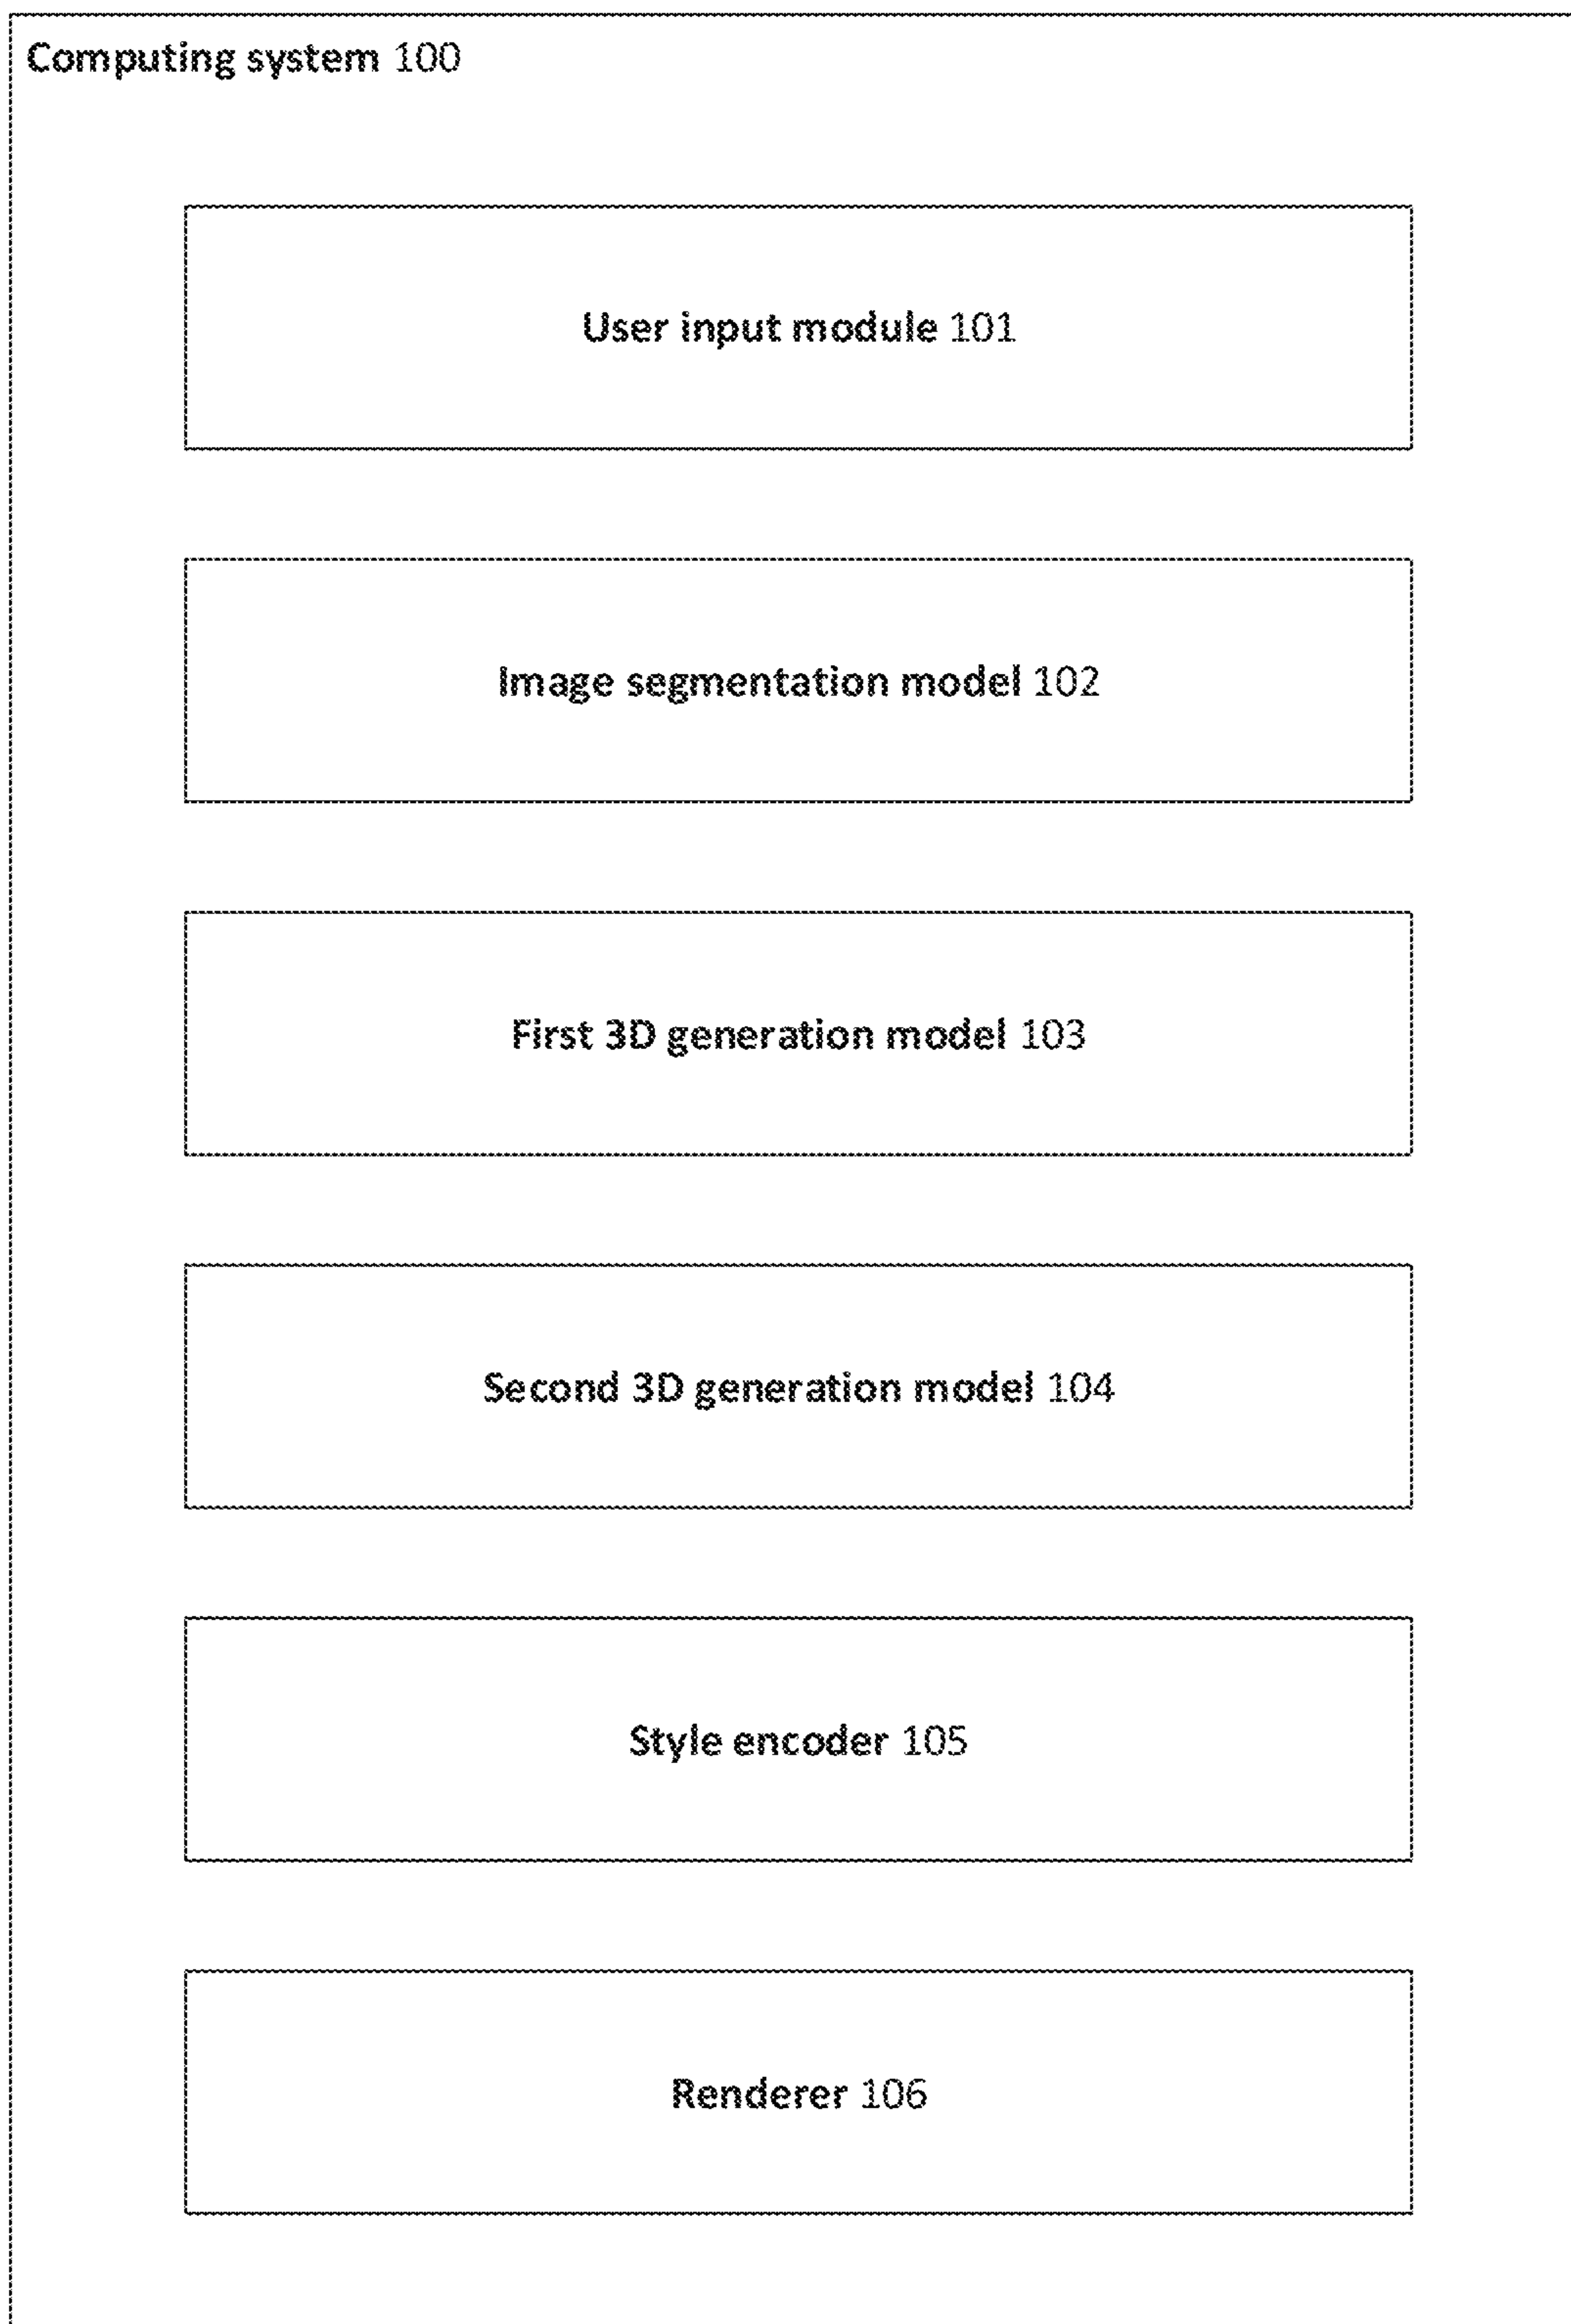 Computing system 100
User input module 101
Image segmentation model 102
First 3D generation model 103
Second 3D generation model 104
Style encoder 105
Renderer 106